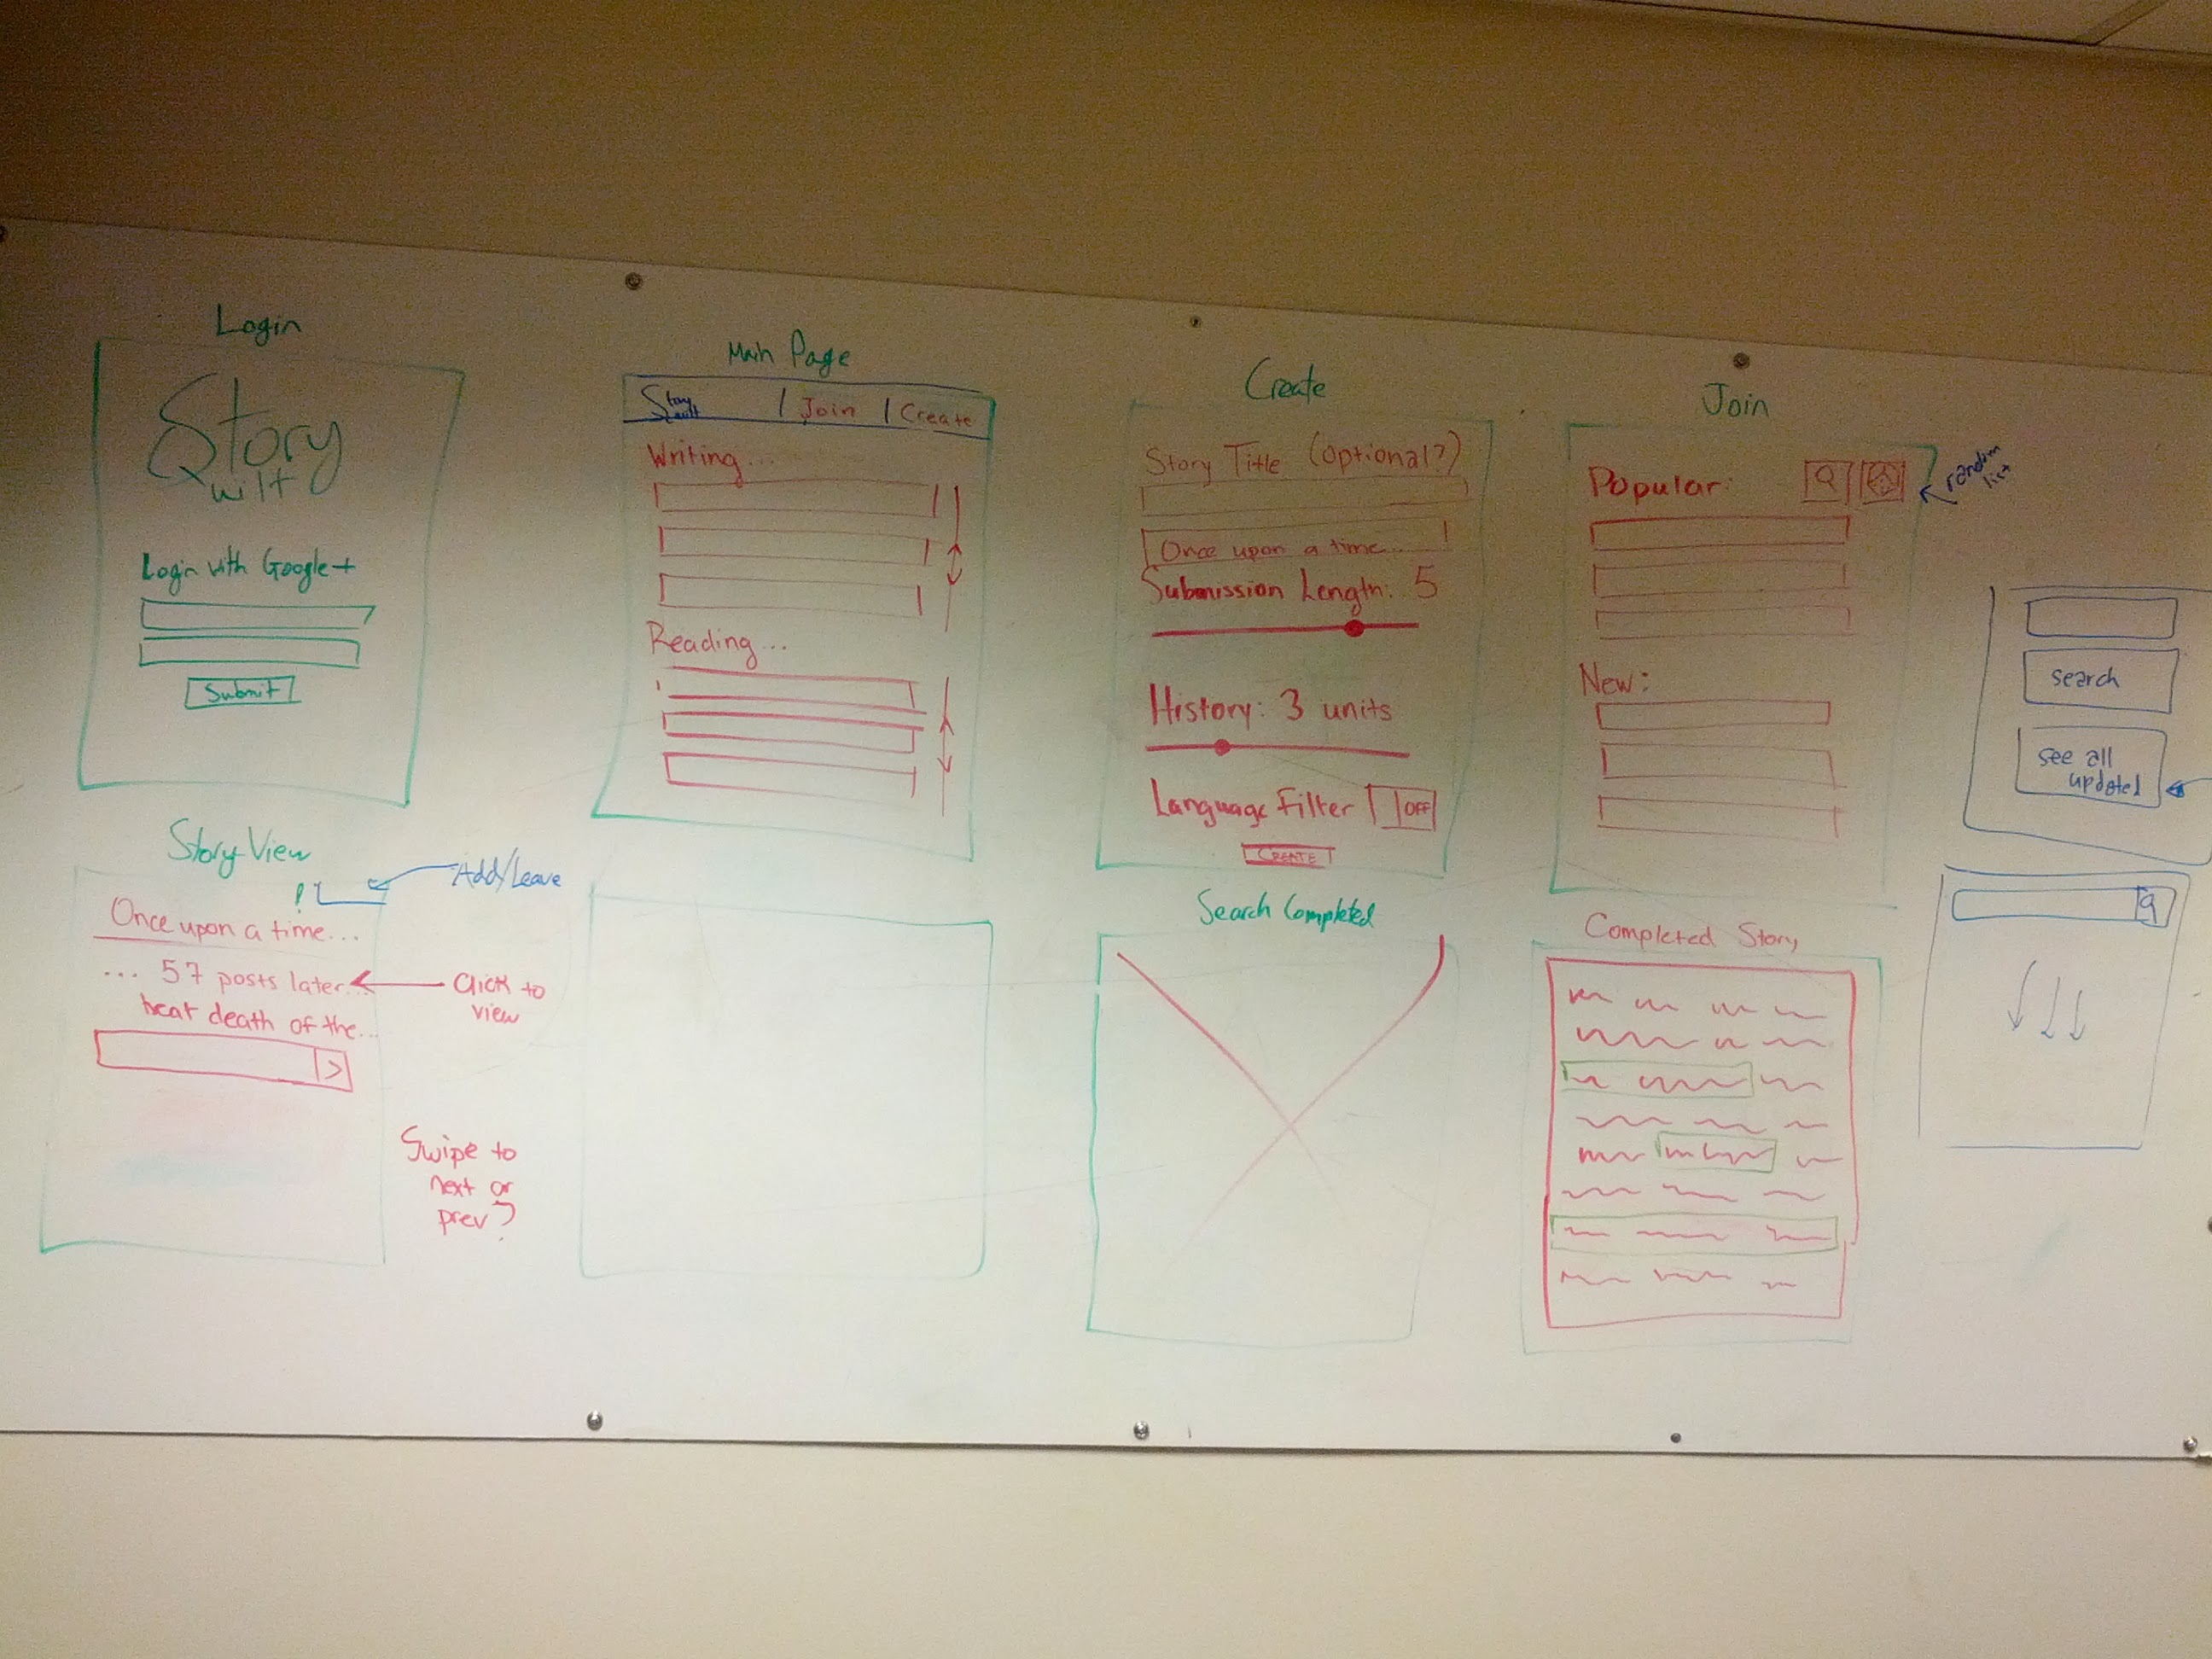 Login
Story
wilt
Login with Google+
Submit
Main Page
Story
| Join | Create
Writing...
Reading...
Create
Story Title (Optional?)
Once upon a time...
Submission Length: 5
History: 3 units
Language Filter OFF
CREATE
Join
Popular:
random
list
New:
search
see all
updated
Story View
Add/Leave
Once upon a time...
... 57 posts later...
Click to
view
heat death of the...
>
Swipe to
next or
prev?
Search Completed
Completed Story